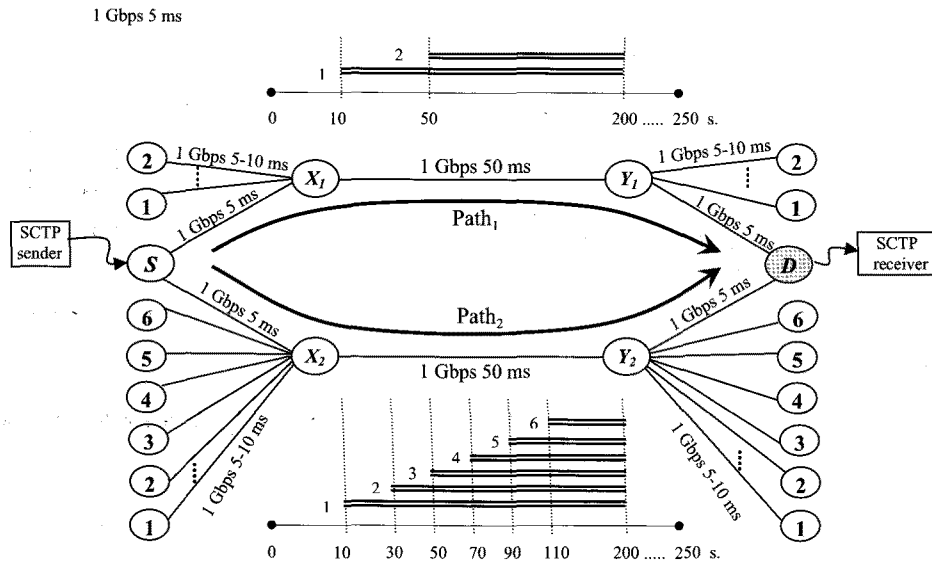 1 Gbps 5 ms
2
1
0 10 50 200 ..... 250 s.
2 1 Gbps 5-10 ms X1 1 Gbps 50 ms Y1 1 Gbps 5-10 ms 2
1 1
1 Gbps 5 ms Path1 1 Gbps 5 ms
SCTP
sender
S
D
SCTP
receiver
1 Gbps 5 ms Path2 1 Gbps 5 ms
6 6
5 X2 1 Gbps 50 ms Y2 5
4 4
3 3
2 2
1 1
1 Gbps 5-10 ms
1 Gbps 5-10 ms
6
5
4
3
2
1
0 10 30 50 70 90 110 200 ..... 250 s.